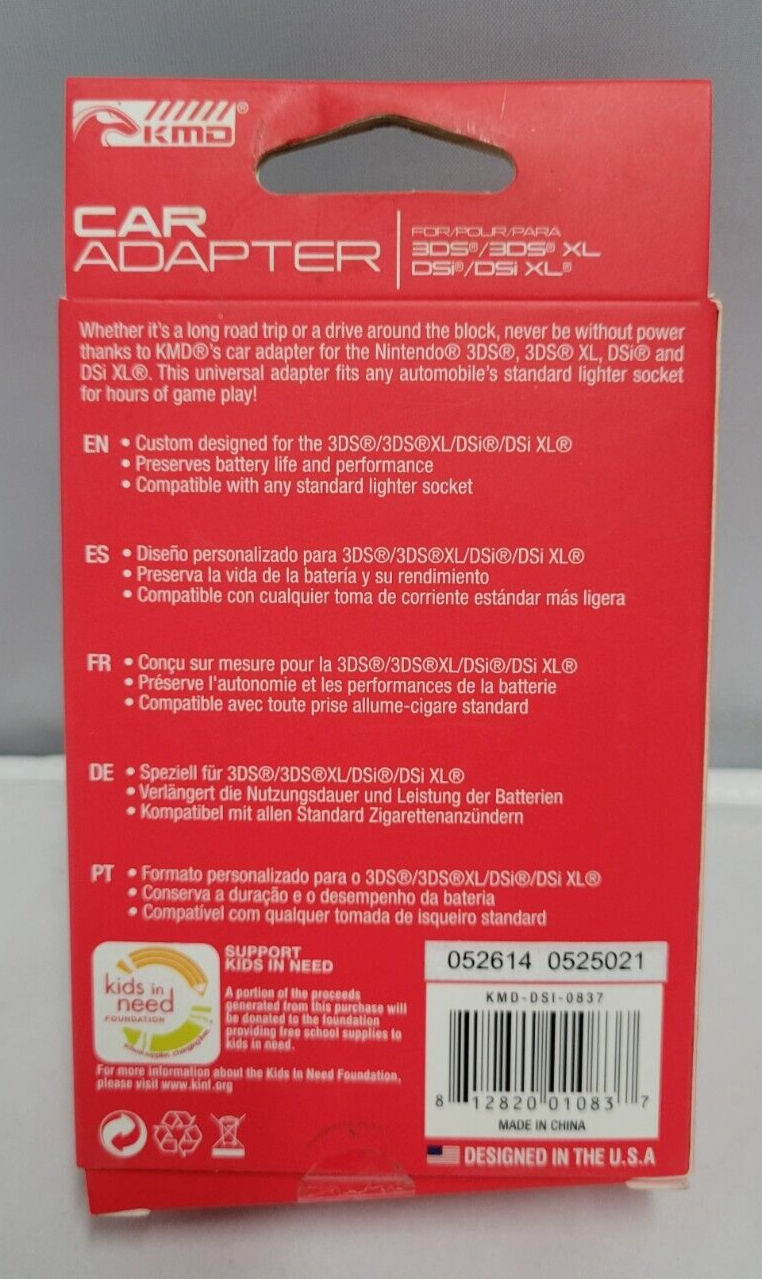 KMD®
CAR
ADAPTER
FOR/POUR/PARA
3DS®/3DS® XL
DSi®/DSi XL®
Whether it's a long road trip or a drive around the block, never be without power
thanks to KMD®'s car adapter for the Nintendo® 3DS®, 3DS® XL, DSi® and
DSi XL®. This universal adapter fits any automobile's standard lighter socket
for hours of game play!
EN • Custom designed for the 3DS®/3DS®XL/DSi®/DSi XL®
• Preserves battery life and performance
• Compatible with any standard lighter socket
ES • Diseño personalizado para 3DS®/3DS®XL/DSi®/DSi XL®
• Preserva la vida de la batería y su rendimiento
• Compatible con cualquier toma de corriente estándar más ligera
FR • Conçu sur mesure pour la 3DS®/3DS®XL/DSi®/DSi XL®
• Préserve l'autonomie et les performances de la batterie
• Compatible avec toute prise allume-cigare standard
DE • Speziell für 3DS®/3DS®XL/DSi®/DSi XL®
• Verlängert die Nutzungsdauer und Leistung der Batterien
• Kompatibel mit allen Standard Zigarettenanzündern
PT • Formato personalizado para o 3DS®/3DS®XL/DSi®/DSi XL®
• Conserva a duração e o desempenho da bateria
• Compatível com qualquer tomada de isqueiro standard
kids in
need
FOUNDATION
SUPPORT
KIDS IN NEED
A portion of the proceeds
generated from this purchase will
be donated to the foundation
providing free school supplies to
kids in need.
For more information about the Kids In Need Foundation,
please visit www.kinf.org
052614 0525021
KMD-DSI-0837
8 12820 01083 7
MADE IN CHINA
DESIGNED IN THE U.S.A